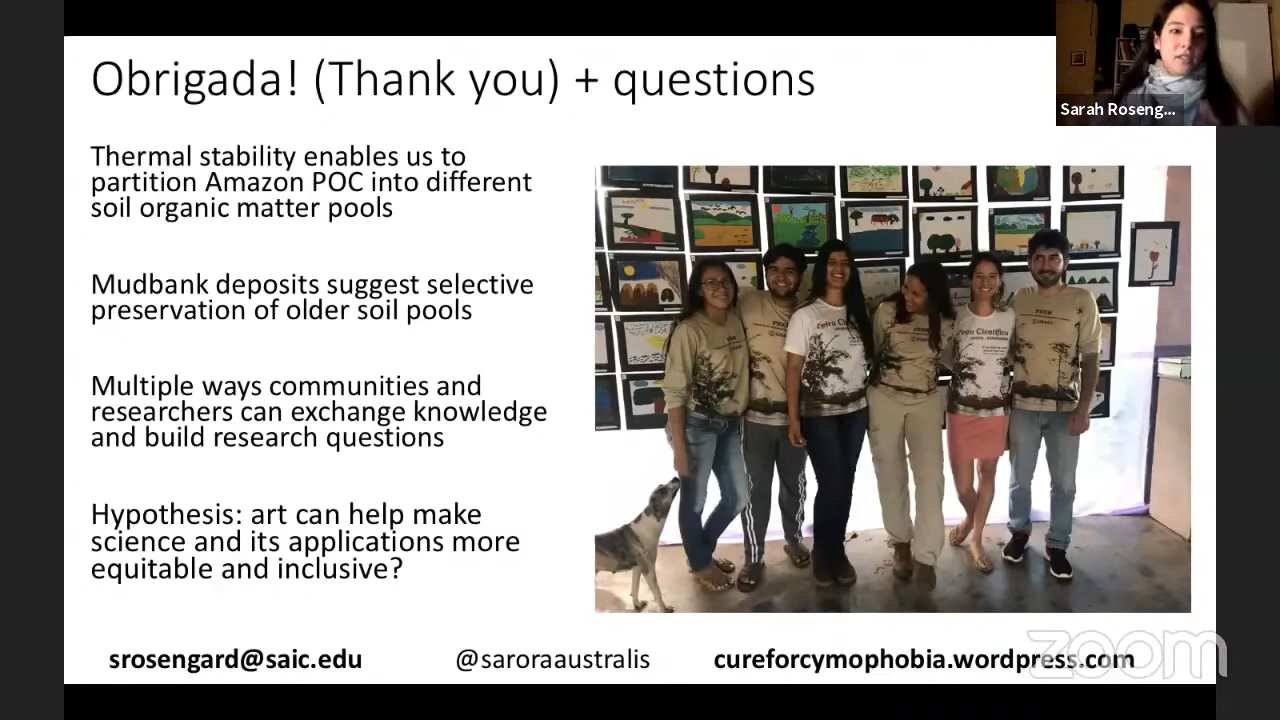 Obrigada! (Thank you) + questions
Sarah Roseng...
Thermal stability enables us to
partition Amazon POC into different
soil organic matter pools
Mudbank deposits suggest selective
preservation of older soil pools
Multiple ways communities and
researchers can exchange knowledge
and build research questions
Hypothesis: art can help make
science and its applications more
equitable and inclusive?
Feira Científica
srosengard@saic.edu
@saroraaustralis
cureforcymophobia.wordpress.com
zoom